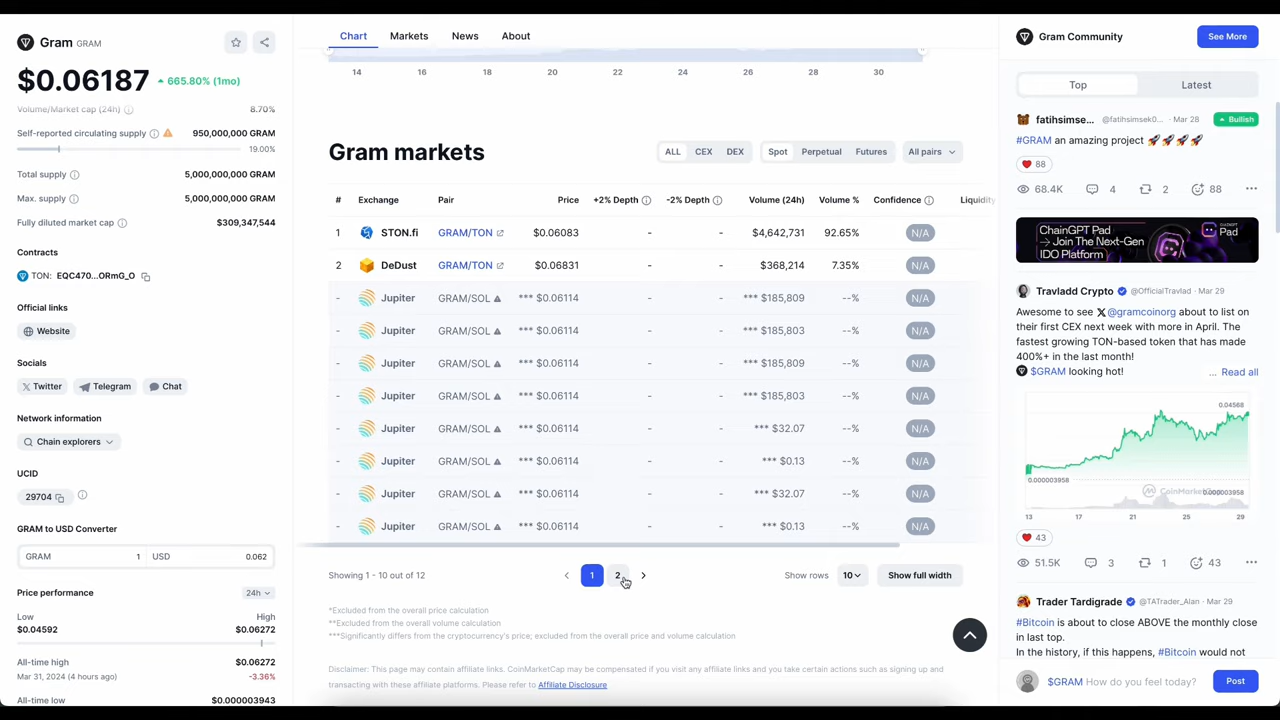 Gram GRAM
$0.06187 665.80% (1mo)
Volume/Market cap (24h) 8.70%
Self-reported circulating supply 950,000,000 GRAM
19.00%
Total supply 5,000,000,000 GRAM
Max. supply 5,000,000,000 GRAM
Fully diluted market cap $309,347,544
Contracts
TON: EQC470...ORmG_O
Official links
Website
Socials
Twitter Telegram Chat
Network information
Chain explorers
UCID
29704
GRAM to USD Converter
GRAM 1 USD 0.062
Price performance 24h
Low High
$0.04592 $0.06272
All-time high $0.06272
Mar 31, 2024 (4 hours ago) -3.36%
All-time low $0.000003943
Chart Markets News About
14 16 18 20 22 24 26 28 30
Gram markets
ALL CEX DEX Spot Perpetual Futures All pairs
# Exchange Pair Price +2% Depth -2% Depth Volume (24h) Volume % Confidence Liquidity
1 STON.fi GRAM/TON $0.06083 - - $4,642,731 92.65% N/A
2 DeDust GRAM/TON $0.06831 - - $368,214 7.35% N/A
- Jupiter GRAM/SOL *** $0.06114 - - *** $185,809 --% N/A
- Jupiter GRAM/SOL *** $0.06114 - - *** $185,803 --% N/A
- Jupiter GRAM/SOL *** $0.06114 - - *** $185,809 --% N/A
- Jupiter GRAM/SOL *** $0.06114 - - *** $185,803 --% N/A
- Jupiter GRAM/SOL *** $0.06114 - - *** $32.07 --% N/A
- Jupiter GRAM/SOL *** $0.06114 - - *** $0.13 --% N/A
- Jupiter GRAM/SOL *** $0.06114 - - *** $32.07 --% N/A
- Jupiter GRAM/SOL *** $0.06114 - - *** $0.13 --% N/A
Showing 1 - 10 out of 12 1 2 Show rows 10 Show full width
*Excluded from the overall price calculation
**Excluded from the overall volume calculation
***Significantly differs from the cryptocurrency's price; excluded from the overall price and volume calculation
Disclaimer: This page may contain affiliate links. CoinMarketCap may be compensated if you visit any affiliate links and you take certain actions such as signing up and
transacting with these affiliate platforms. Please refer to Affiliate Disclosure
Gram Community See More
Top Latest
fatihsimse... @fatihsimsek0... · Mar 28 Bullish
#GRAM an amazing project 🚀🚀🚀🚀
88
68.4K 4 2 88 ...
ChainGPT Pad
→ Join The Next-Gen
IDO Platform
CHAINGPT
Pad
Travladd Crypto @OfficialTravlad · Mar 29
Awesome to see @gramcoinorg about to list on
their first CEX next week with more in April. The
fastest growing TON-based token that has made
400%+ in the last month!
$GRAM looking hot! ... Read all
0.04568
0.000003958
CoinMarketCap
0.000003958
13 17 21 25 29
43
51.5K 3 1 43 ...
Trader Tardigrade @TATrader_Alan · Mar 29
#Bitcoin is about to close ABOVE the monthly close
in last top.
In the history, if this happens, #Bitcoin would not
$GRAM How do you feel today? Post